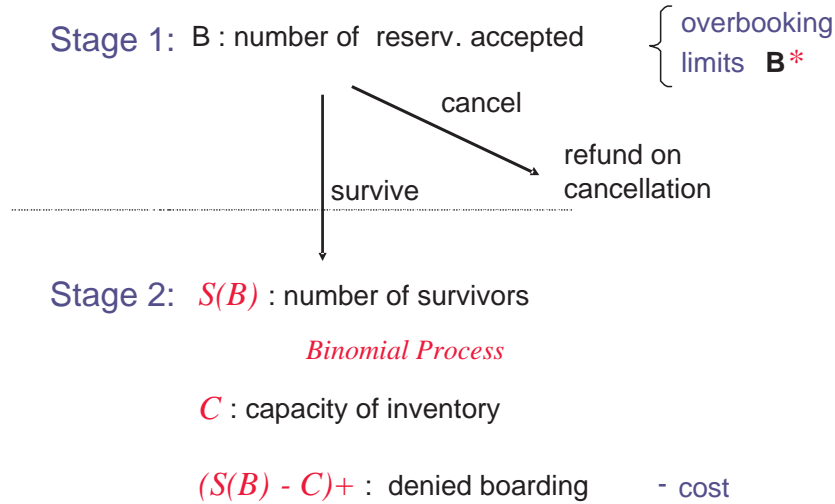 Stage 1: B : number of reserv. accepted
overbooking
limits B*
cancel
refund on
cancellation
survive
Stage 2: S(B) : number of survivors
Binomial Process
C : capacity of inventory
(S(B) - C)+ : denied boarding - cost